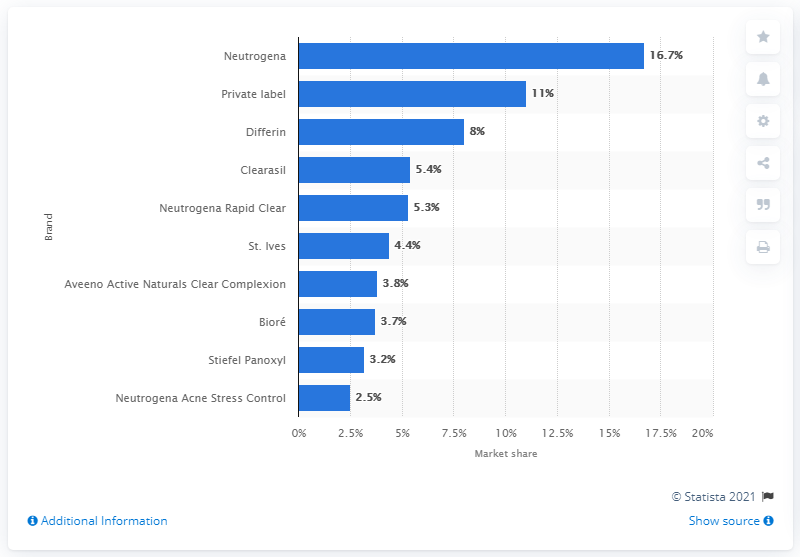 Neutrogena 16.7%
Private label 11%
Differin 8%
Clearasil 5.4%
Neutrogena Rapid Clear 5.3%
St. Ives 4.4%
Aveeno Active Naturals Clear Complexion 3.8%
Bioré 3.7%
Stiefel Panoxyl 3.2%
Neutrogena Acne Stress Control 2.5%
Brand
0% 2.5% 5% 7.5% 10% 12.5% 15% 17.5% 20%
Market share
© Statista 2021
Additional Information
Show source